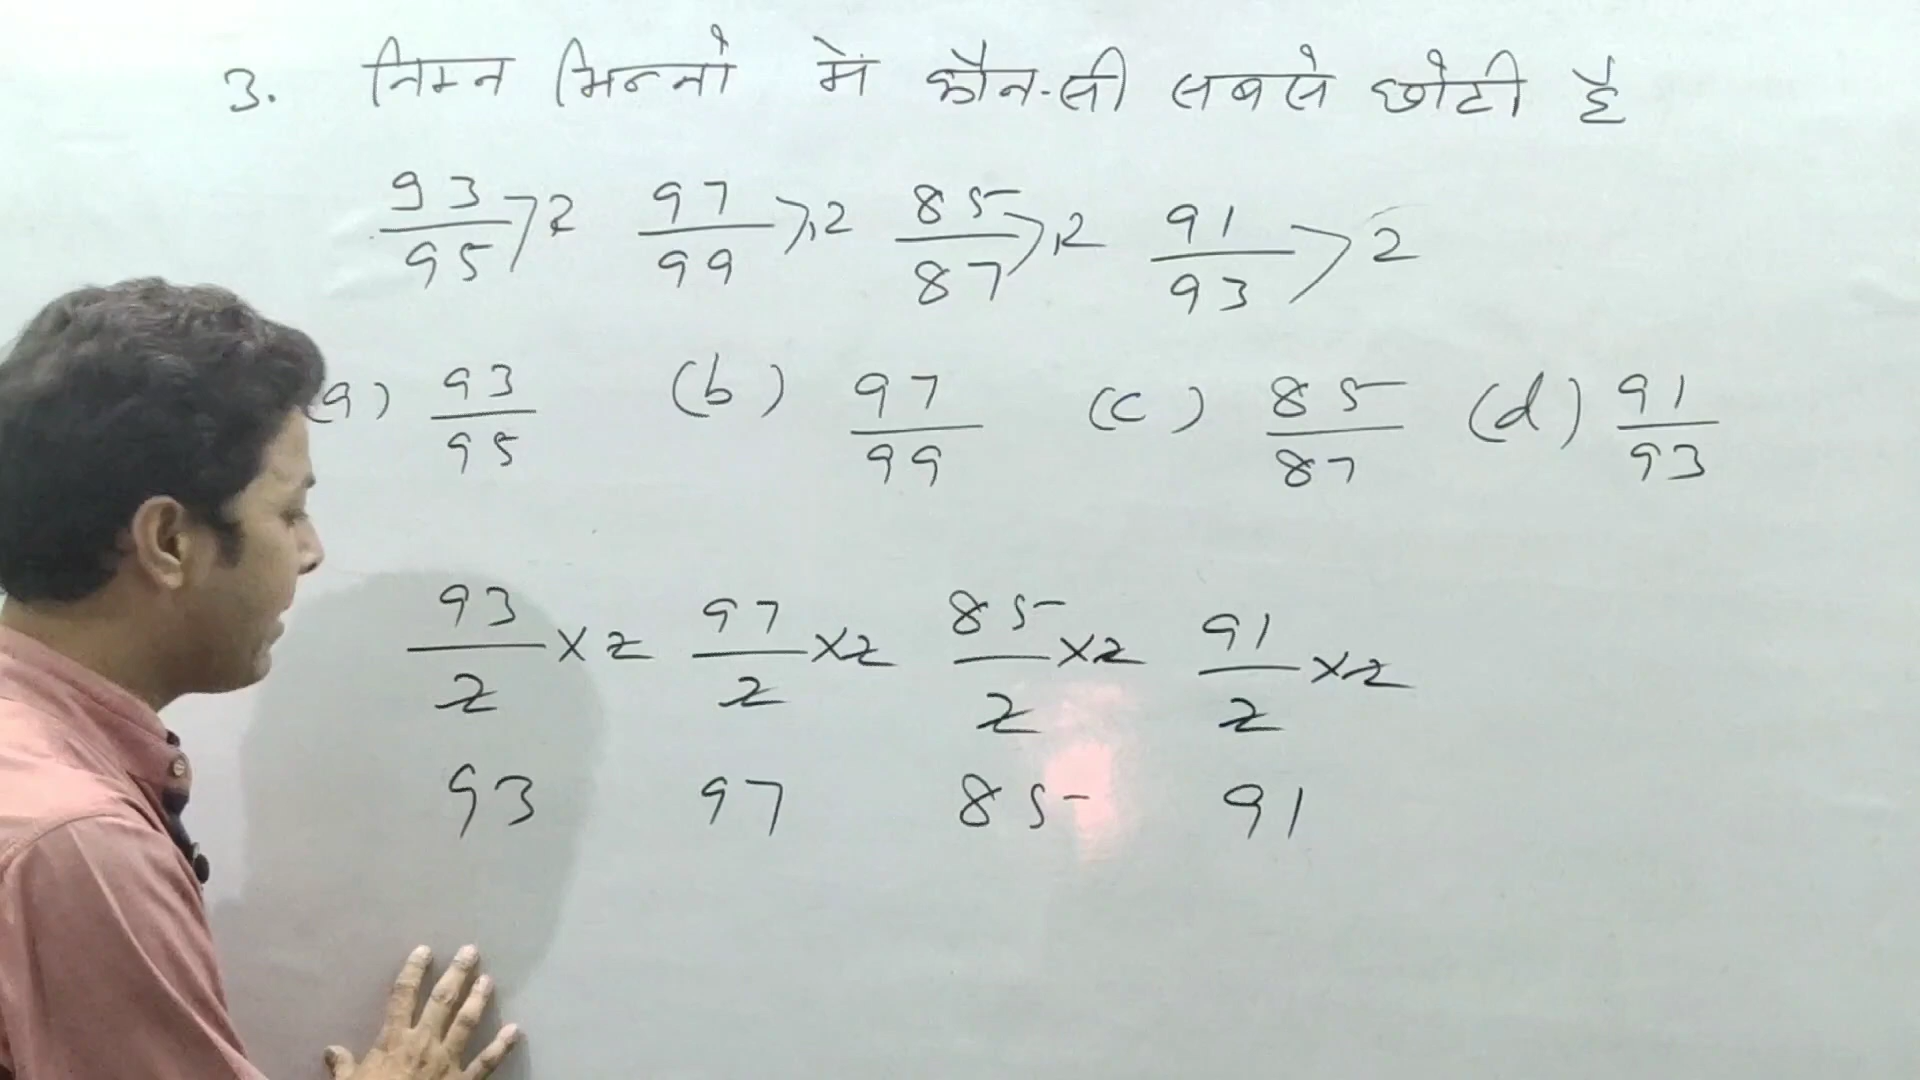 3. निम्न भिन्नो में कौन-सी सबसे छोटी है
93/95 > 2 97/99 > 2 85/87 > 2 91/93 > 2
(a) 93/95 (b) 97/99 (c) 85/87 (d) 91/93
93/2 × 2 97/2 × 2 85/2 × 2 91/2 × 2
93 97 85 91